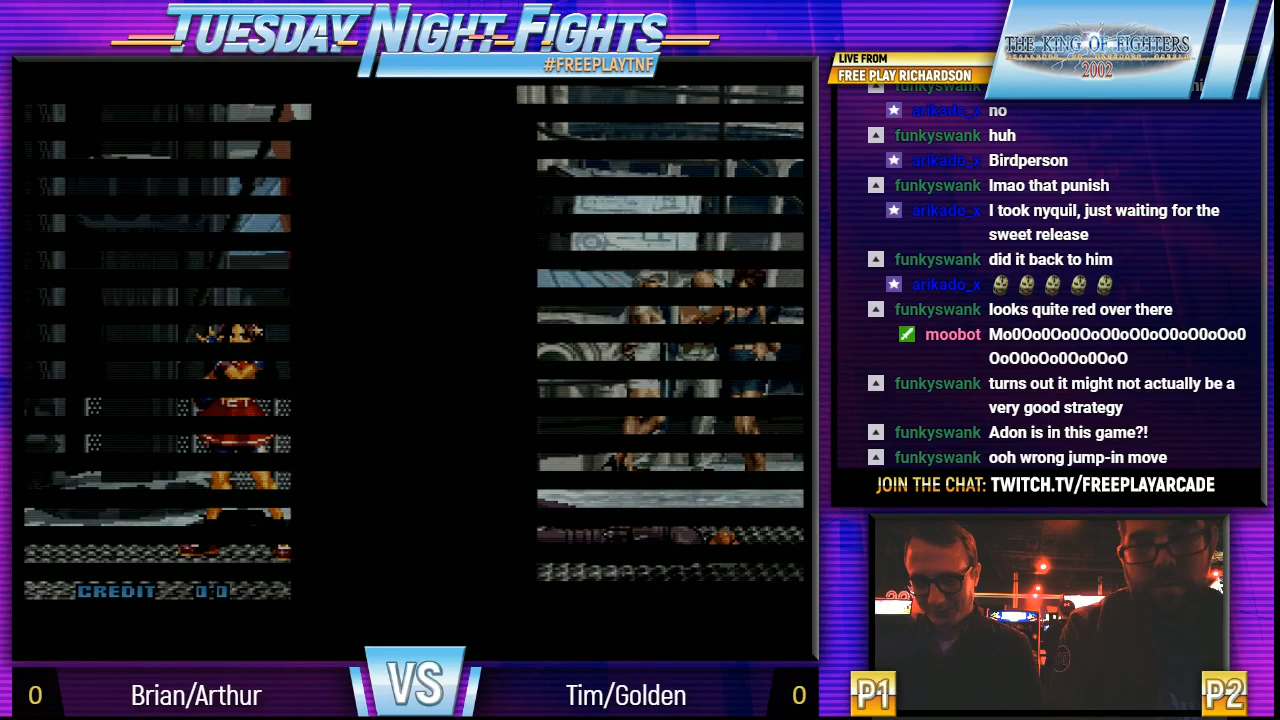 TUESDAY NIGHT FIGHTS
#FREEPLAYTNF
THE KING OF FIGHTERS
2002
LIVE FROM
FREE PLAY RICHARDSON
funkyswank
arikado_x no
funkyswank huh
arikado_x Birdperson
funkyswank lmao that punish
arikado_x I took nyquil, just waiting for the
sweet release
funkyswank did it back to him
arikado_x
funkyswank looks quite red over there
moobot Mo0Oo0Oo0Oo0Oo0Oo0Oo0Oo0Oo0
OoO0oOo0Oo0OoO
funkyswank turns out it might not actually be a
very good strategy
funkyswank Adon is in this game?!
funkyswank ooh wrong jump-in move
JOIN THE CHAT: TWITCH.TV/FREEPLAYARCADE
CREDIT 00
0 Brian/Arthur VS Tim/Golden 0
P1 P2